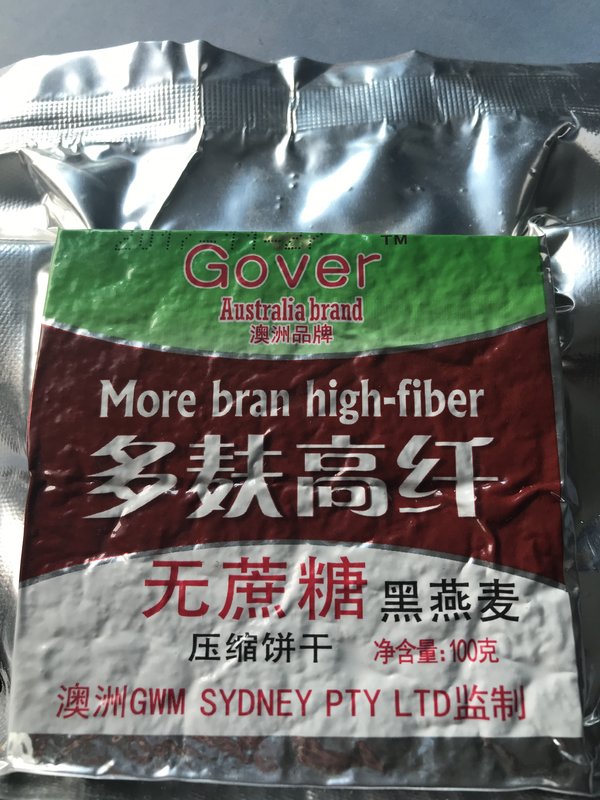 Gover
TM
Australia brand
澳洲品牌
More bran high-fiber
多麸高纤
无蔗糖 黑燕麦
压缩饼干 净含量:100克
澳洲GWM SYDNEY PTY LTD监制